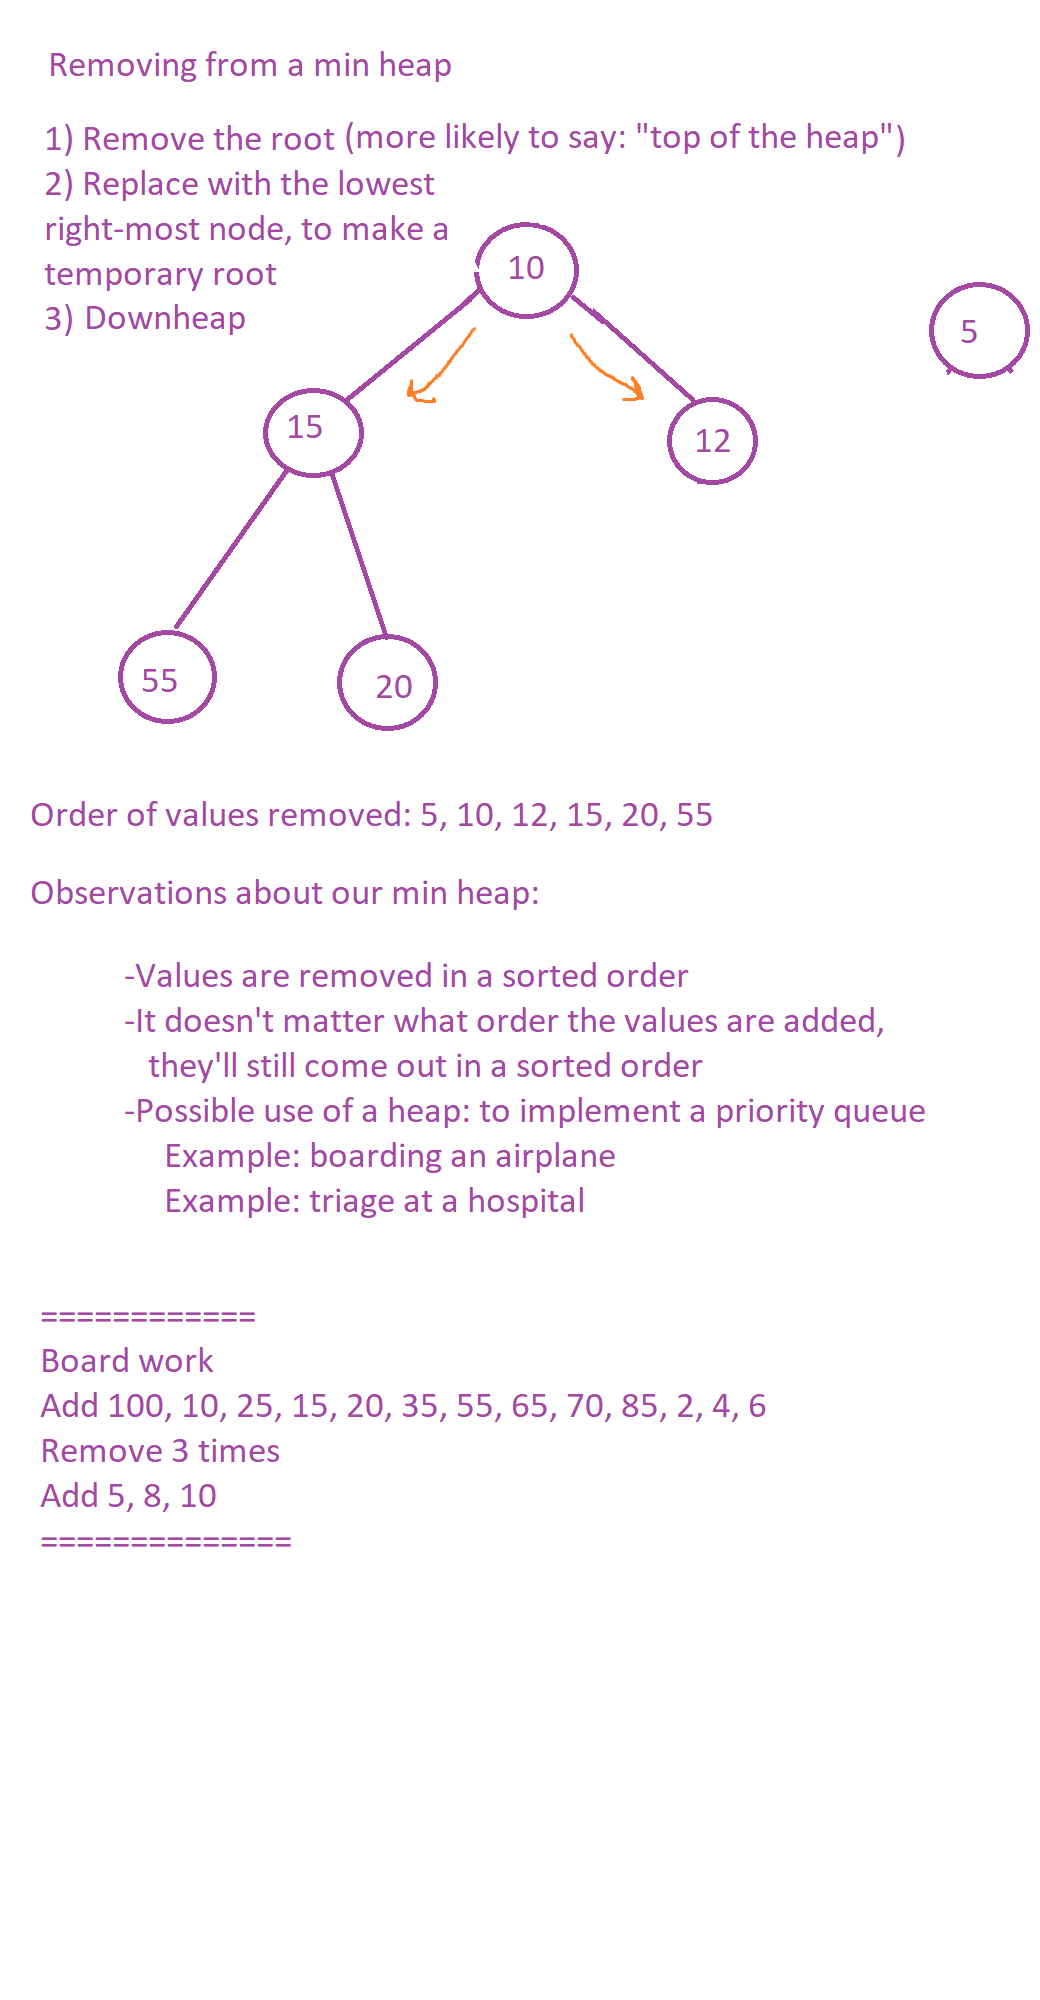 Removing from a min heap
1) Remove the root (more likely to say: "top of the heap")
2) Replace with the lowest
right-most node, to make a
temporary root
3) Downheap
10
5
15
12
55
20
Order of values removed: 5, 10, 12, 15, 20, 55
Observations about our min heap:
-Values are removed in a sorted order
-It doesn't matter what order the values are added,
they'll still come out in a sorted order
-Possible use of a heap: to implement a priority queue
Example: boarding an airplane
Example: triage at a hospital
============
Board work
Add 100, 10, 25, 15, 20, 35, 55, 65, 70, 85, 2, 4, 6
Remove 3 times
Add 5, 8, 10
==============